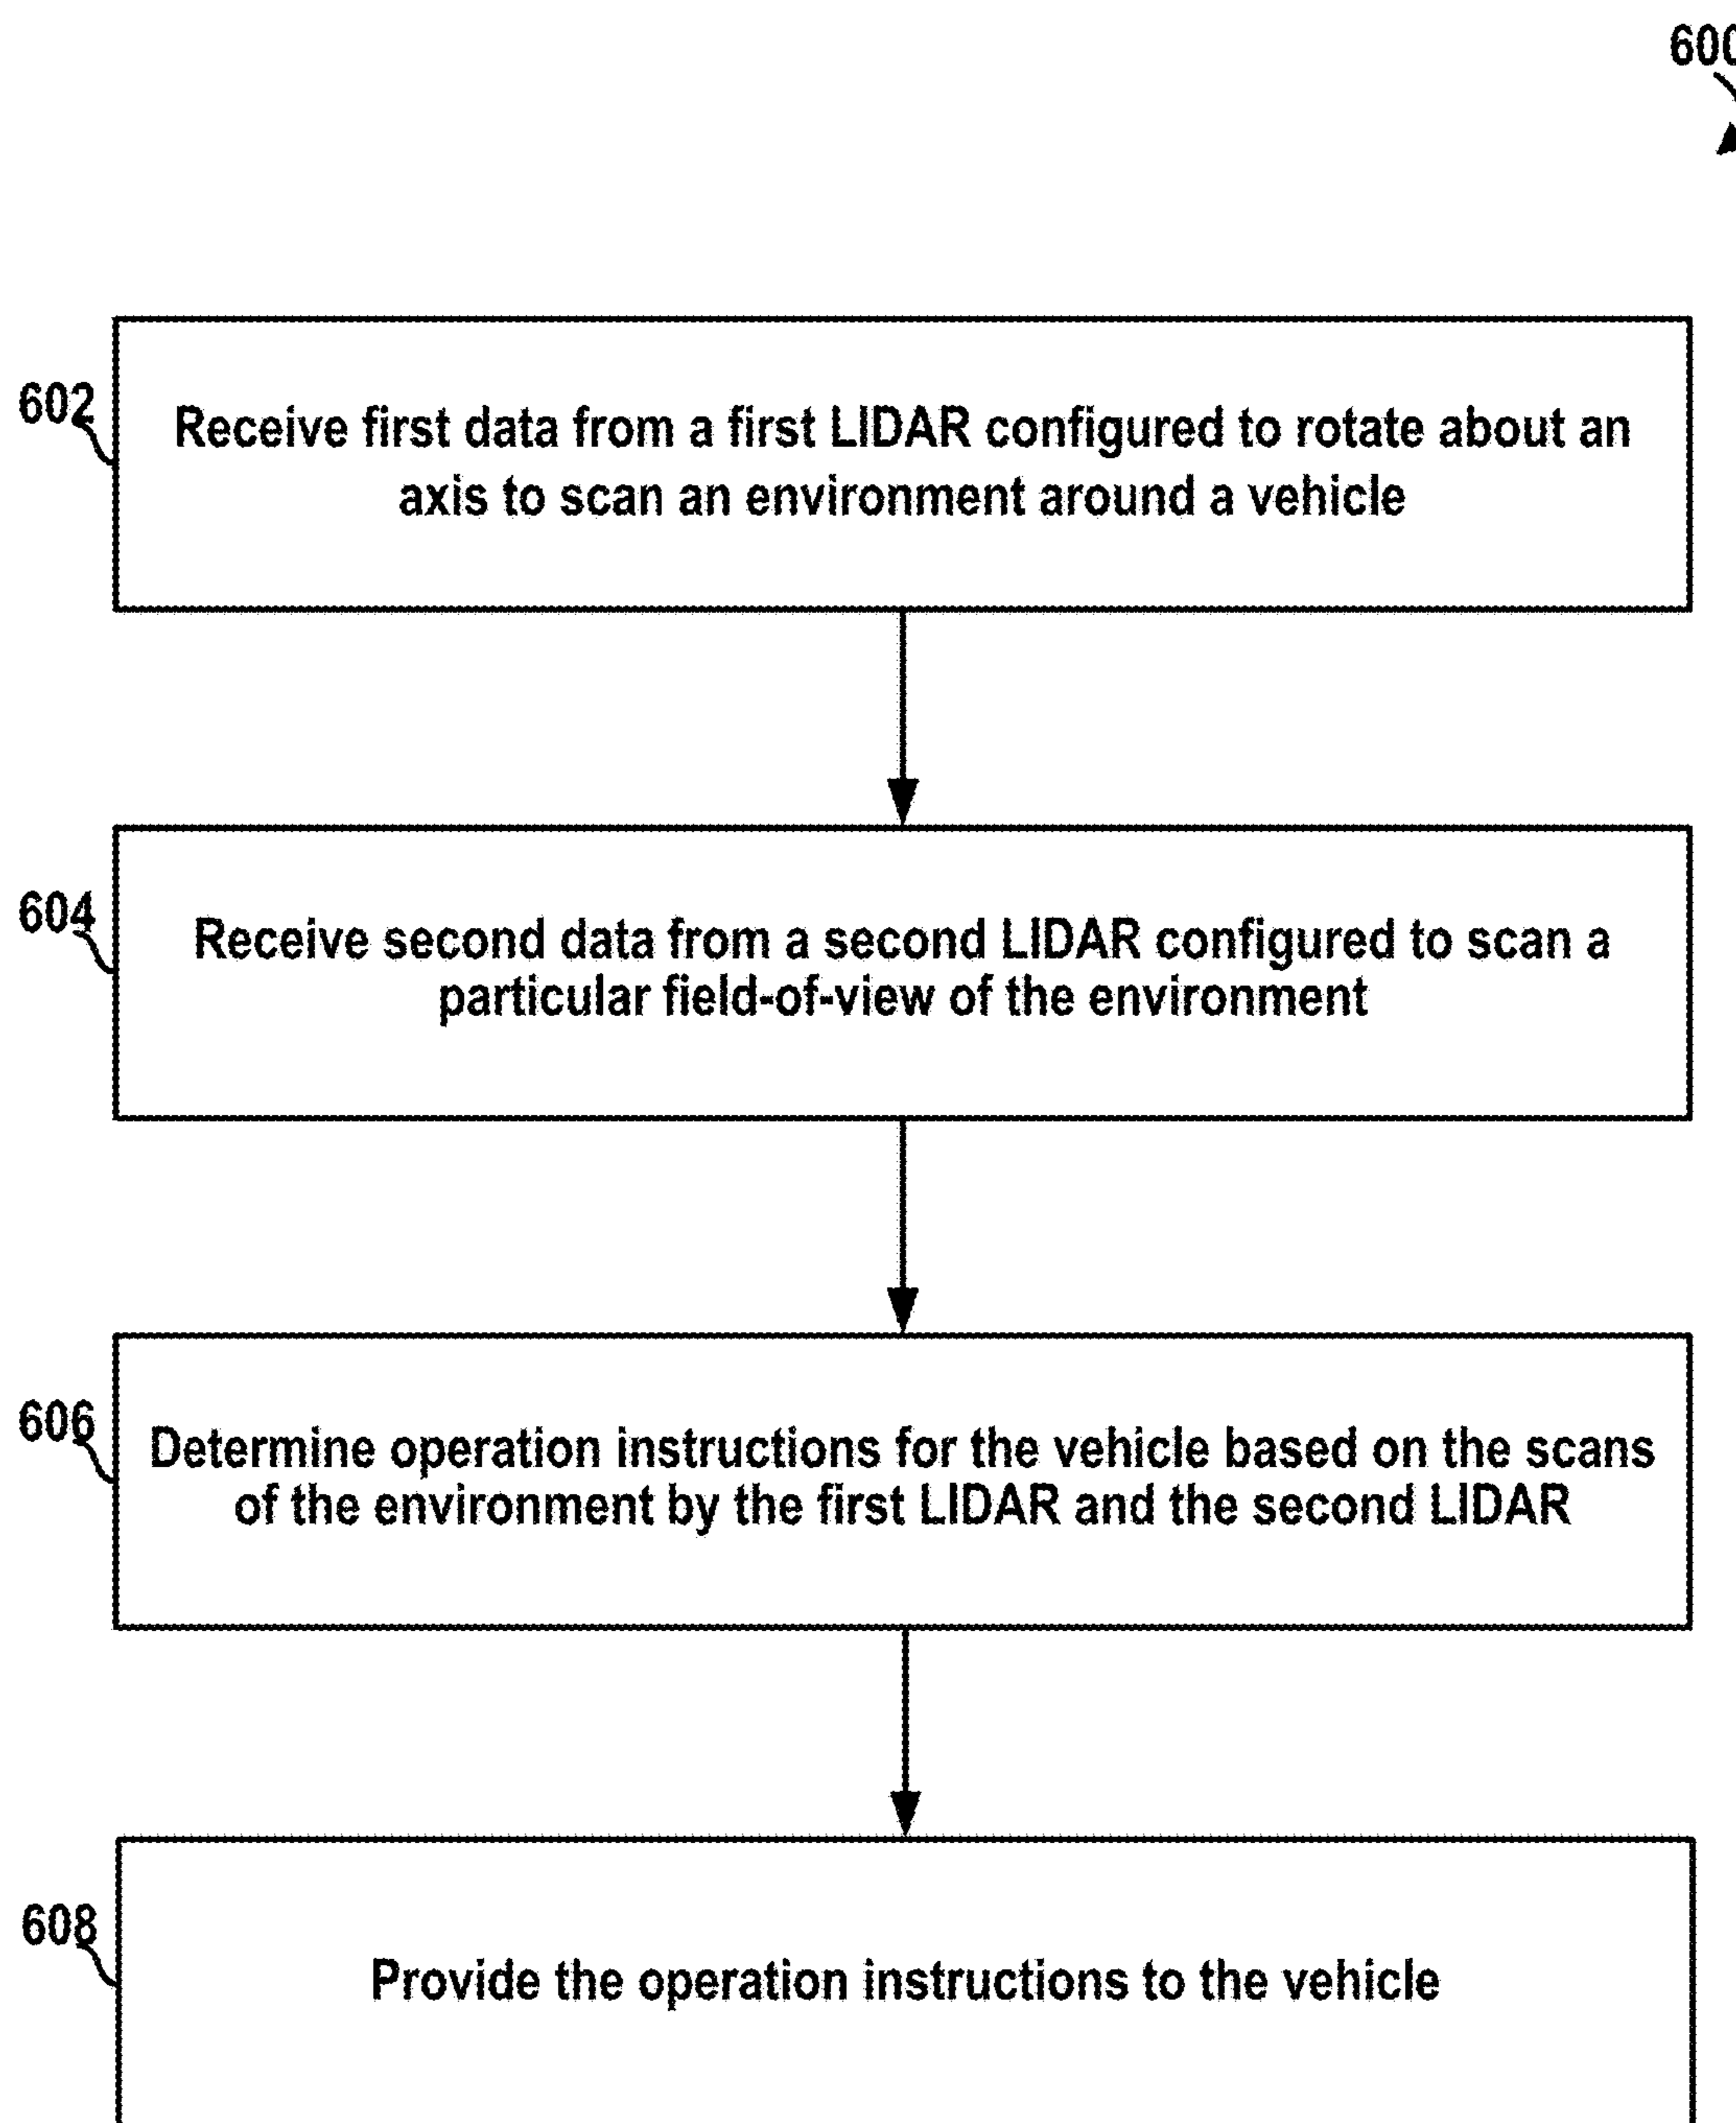 600
602
Receive first data from a first LIDAR configured to rotate about an
axis to scan an environment around a vehicle
604
Receive second data from a second LIDAR configured to scan a
particular field-of-view of the environment
606
Determine operation instructions for the vehicle based on the scans
of the environment by the first LIDAR and the second LIDAR
608
Provide the operation instructions to the vehicle